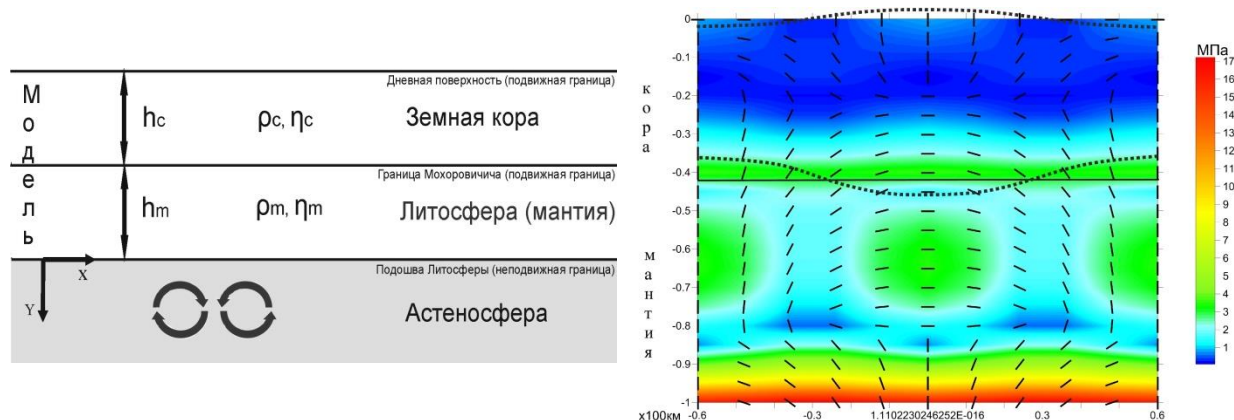 Модель
Дневная поверхность (подвижная граница)
hc ρc, ηc Земная кора
Граница Мохоровичича (подвижная граница)
hm ρm, ηm Литосфера (мантия)
X
Y
Подошва Литосферы (неподвижная граница)
Астеносфера
кора
мантия
0
-0.1
-0.2
-0.3
-0.4
-0.5
-0.6
-0.7
-0.8
-0.9
-1
x100км
-0.6 -0.3 1.1102230246252E-016 0.3 0.6
МПа
17
16
15
14
13
12
11
10
9
8
7
6
5
4
3
2
1